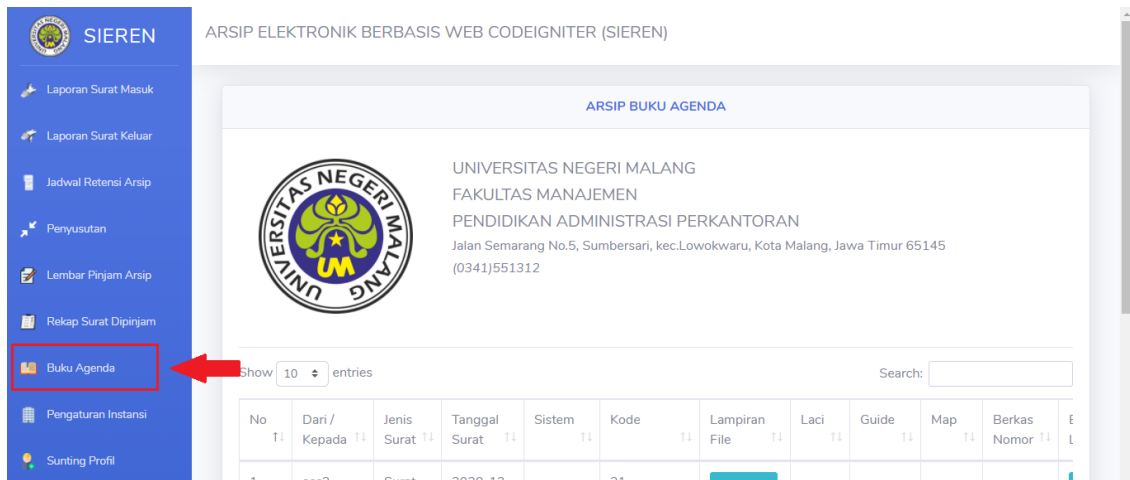 SIEREN
ARSIP ELEKTRONIK BERBASIS WEB CODEIGNITER (SIEREN)
Laporan Surat Masuk
Laporan Surat Keluar
Jadwal Retensi Arsip
Penyusutan
Lembar Pinjam Arsip
Rekap Surat Dipinjam
Buku Agenda
Pengaturan Instansi
Sunting Profil
ARSIP BUKU AGENDA
UNIVERSITAS NEGERI MALANG
UM
UNIVERSITAS NEGERI MALANG
FAKULTAS MANAJEMEN
PENDIDIKAN ADMINISTRASI PERKANTORAN
Jalan Semarang No.5, Sumbersari, kec.Lowokwaru, Kota Malang, Jawa Timur 65145
(0341)551312
Show 10 entries
Search:
No Dari / Kepada Jenis Surat Tanggal Surat Sistem Kode Lampiran File Laci Guide Map Berkas Nomor